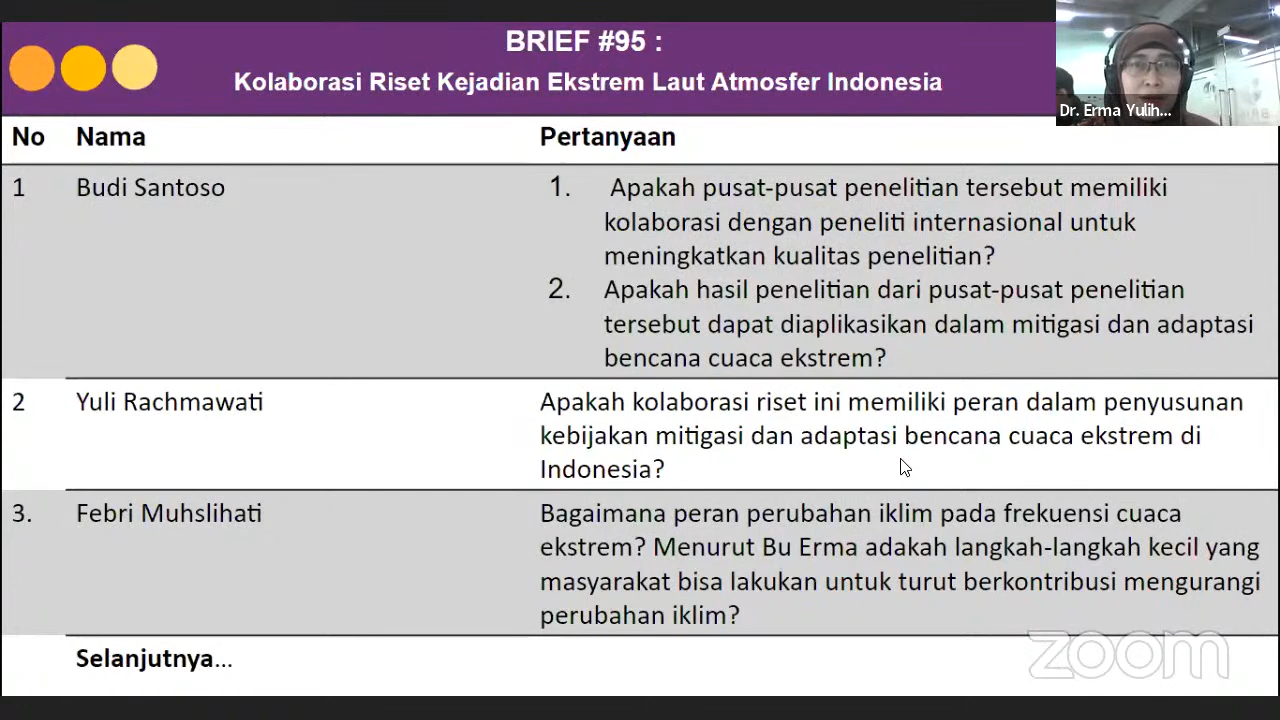 BRIEF #95 :
Kolaborasi Riset Kejadian Ekstrem Laut Atmosfer Indonesia
Dr. Erma Yulih...
No Nama Pertanyaan
1 Budi Santoso 1. Apakah pusat-pusat penelitian tersebut memiliki
kolaborasi dengan peneliti internasional untuk
meningkatkan kualitas penelitian?
2. Apakah hasil penelitian dari pusat-pusat penelitian
tersebut dapat diaplikasikan dalam mitigasi dan adaptasi
bencana cuaca ekstrem?
2 Yuli Rachmawati Apakah kolaborasi riset ini memiliki peran dalam penyusunan
kebijakan mitigasi dan adaptasi bencana cuaca ekstrem di
Indonesia?
3. Febri Muhslihati Bagaimana peran perubahan iklim pada frekuensi cuaca
ekstrem? Menurut Bu Erma adakah langkah-langkah kecil yang
masyarakat bisa lakukan untuk turut berkontribusi mengurangi
perubahan iklim?
Selanjutnya...
zoom